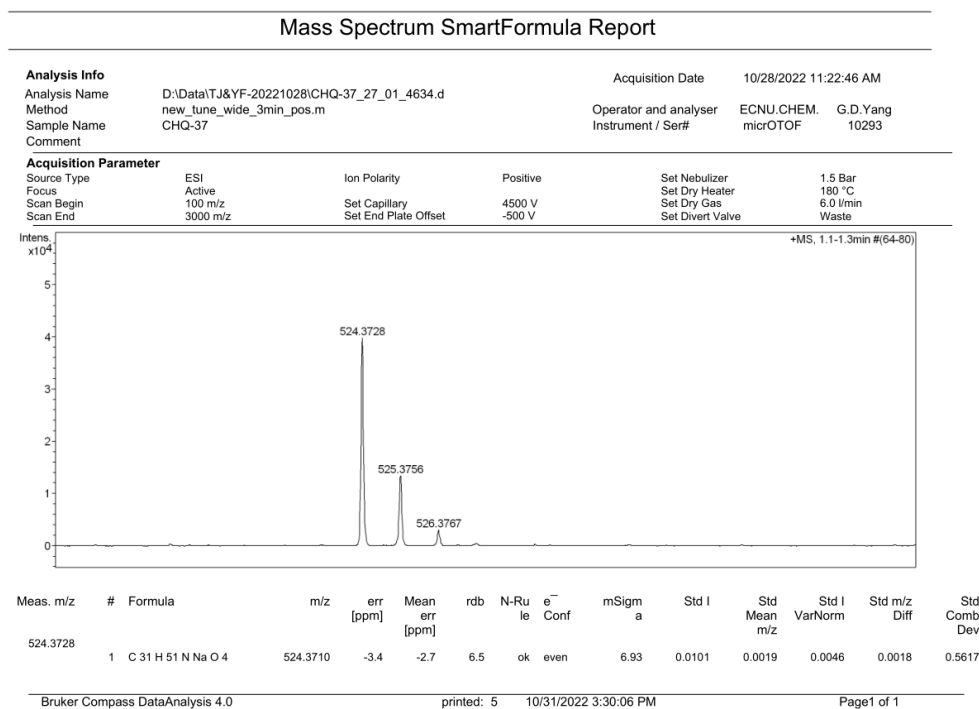 Mass Spectrum SmartFormula Report
Analysis Info
Acquisition Date 10/28/2022 11:22:46 AM
Analysis Name D:\Data\TJ&YF-20221028\CHQ-37_27_01_4634.d
Method new_tune_wide_3min_pos.m Operator and analyser ECNU.CHEM. G.D.Yang
Sample Name CHQ-37 Instrument / Ser# micrOTOF 10293
Comment
Acquisition Parameter
Source Type ESI Ion Polarity Positive Set Nebulizer 1.5 Bar
Focus Active Set Dry Heater 180 °C
Scan Begin 100 m/z Set Capillary 4500 V Set Dry Gas 6.0 l/min
Scan End 3000 m/z Set End Plate Offset -500 V Set Divert Valve Waste
Intens. +MS, 1.1-1.3min #(64-80)
x10⁴
5
524.3728
4
3
2
525.3756
1
526.3767
0
Meas. m/z # Formula m/z err Mean rdb N-Ru e¯ mSigm Std I Std Std I Std m/z Std
[ppm] err le Conf a Mean VarNorm Diff Comb
[ppm] m/z Dev
524.3728
1 C 31 H 51 N Na O 4 524.3710 -3.4 -2.7 6.5 ok even 6.93 0.0101 0.0019 0.0046 0.0018 0.5617
Bruker Compass DataAnalysis 4.0 printed: 5 10/31/2022 3:30:06 PM Page1 of 1